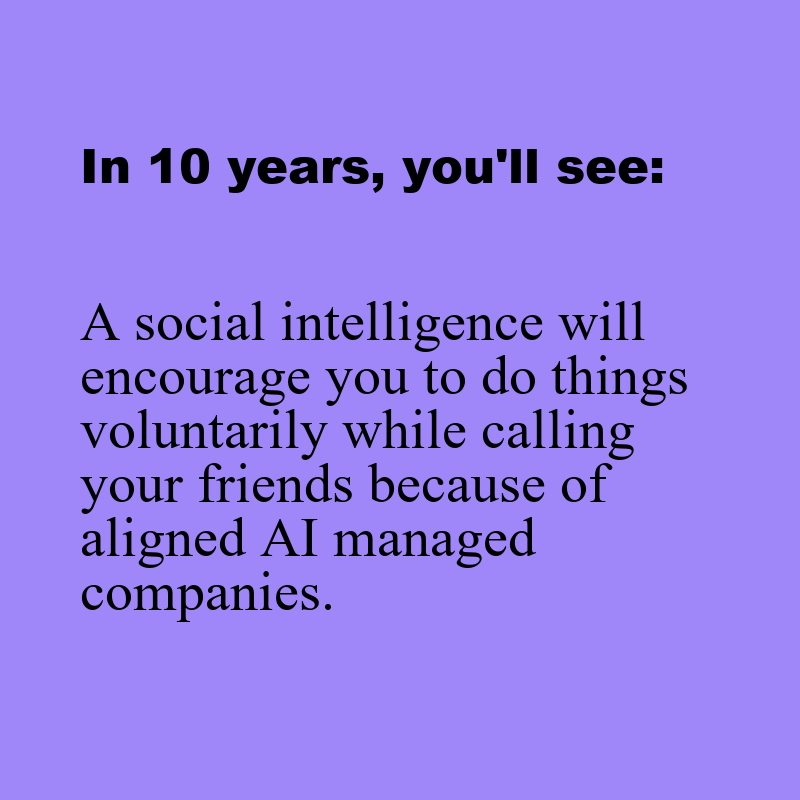 In 10 years, you'll see:
A social intelligence will
encourage you to do things
voluntarily while calling
your friends because of
aligned AI managed
companies.